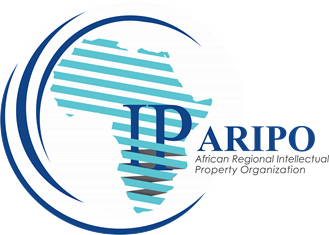 IP ARIPO
African Regional Intellectual
Property Organization